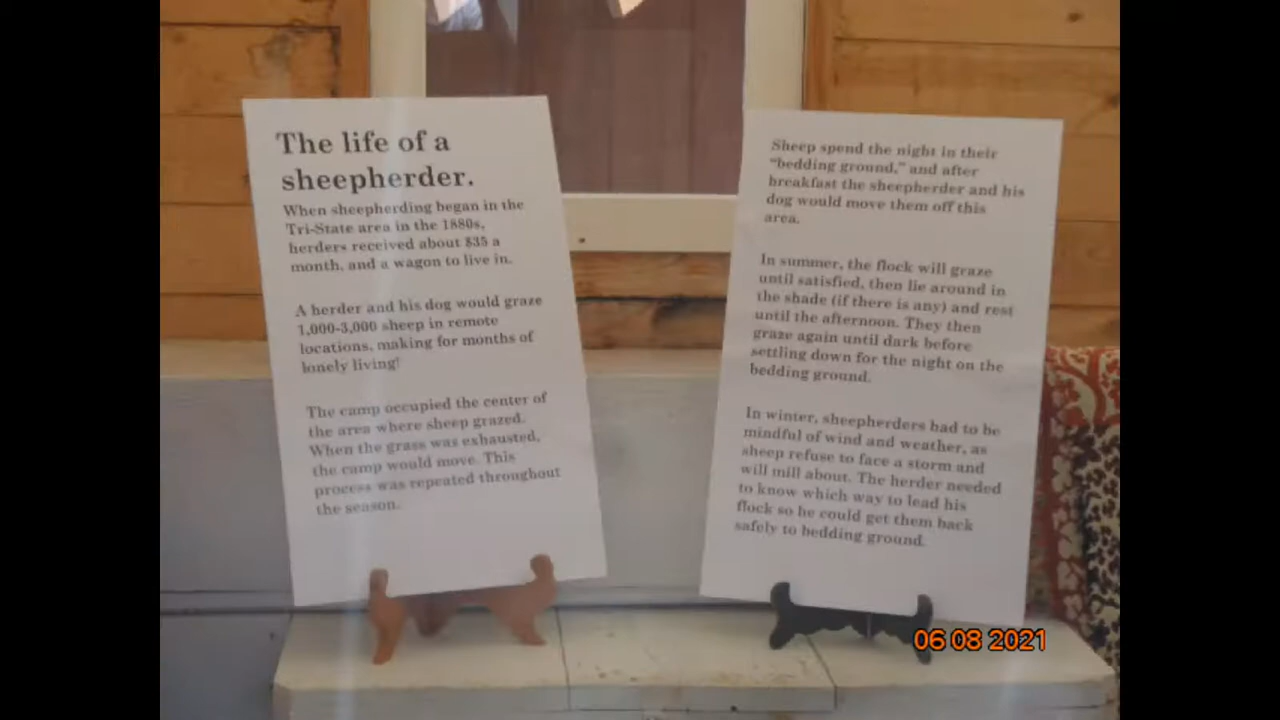 The life of a
sheepherder.
When sheepherding began in the
Tri-State area in the 1880s,
herders received about $35 a
month, and a wagon to live in.
A herder and his dog would graze
1,000-3,000 sheep in remote
locations, making for months of
lonely living!
The camp occupied the center of
the area where sheep grazed.
When the grass was exhausted,
the camp would move. This
process was repeated throughout
the season.
Sheep spend the night in their
"bedding ground," and after
breakfast the sheepherder and his
dog would move them off this
area.
In summer, the flock will graze
until satisfied, then lie around in
the shade (if there is any) and rest
until the afternoon. They then
graze again until dark before
settling down for the night on the
bedding ground.
In winter, sheepherders had to be
mindful of wind and weather, as
sheep refuse to face a storm and
will mill about. The herder needed
to know which way to lead his
flock so he could get them back
safely to bedding ground.
06 08 2021